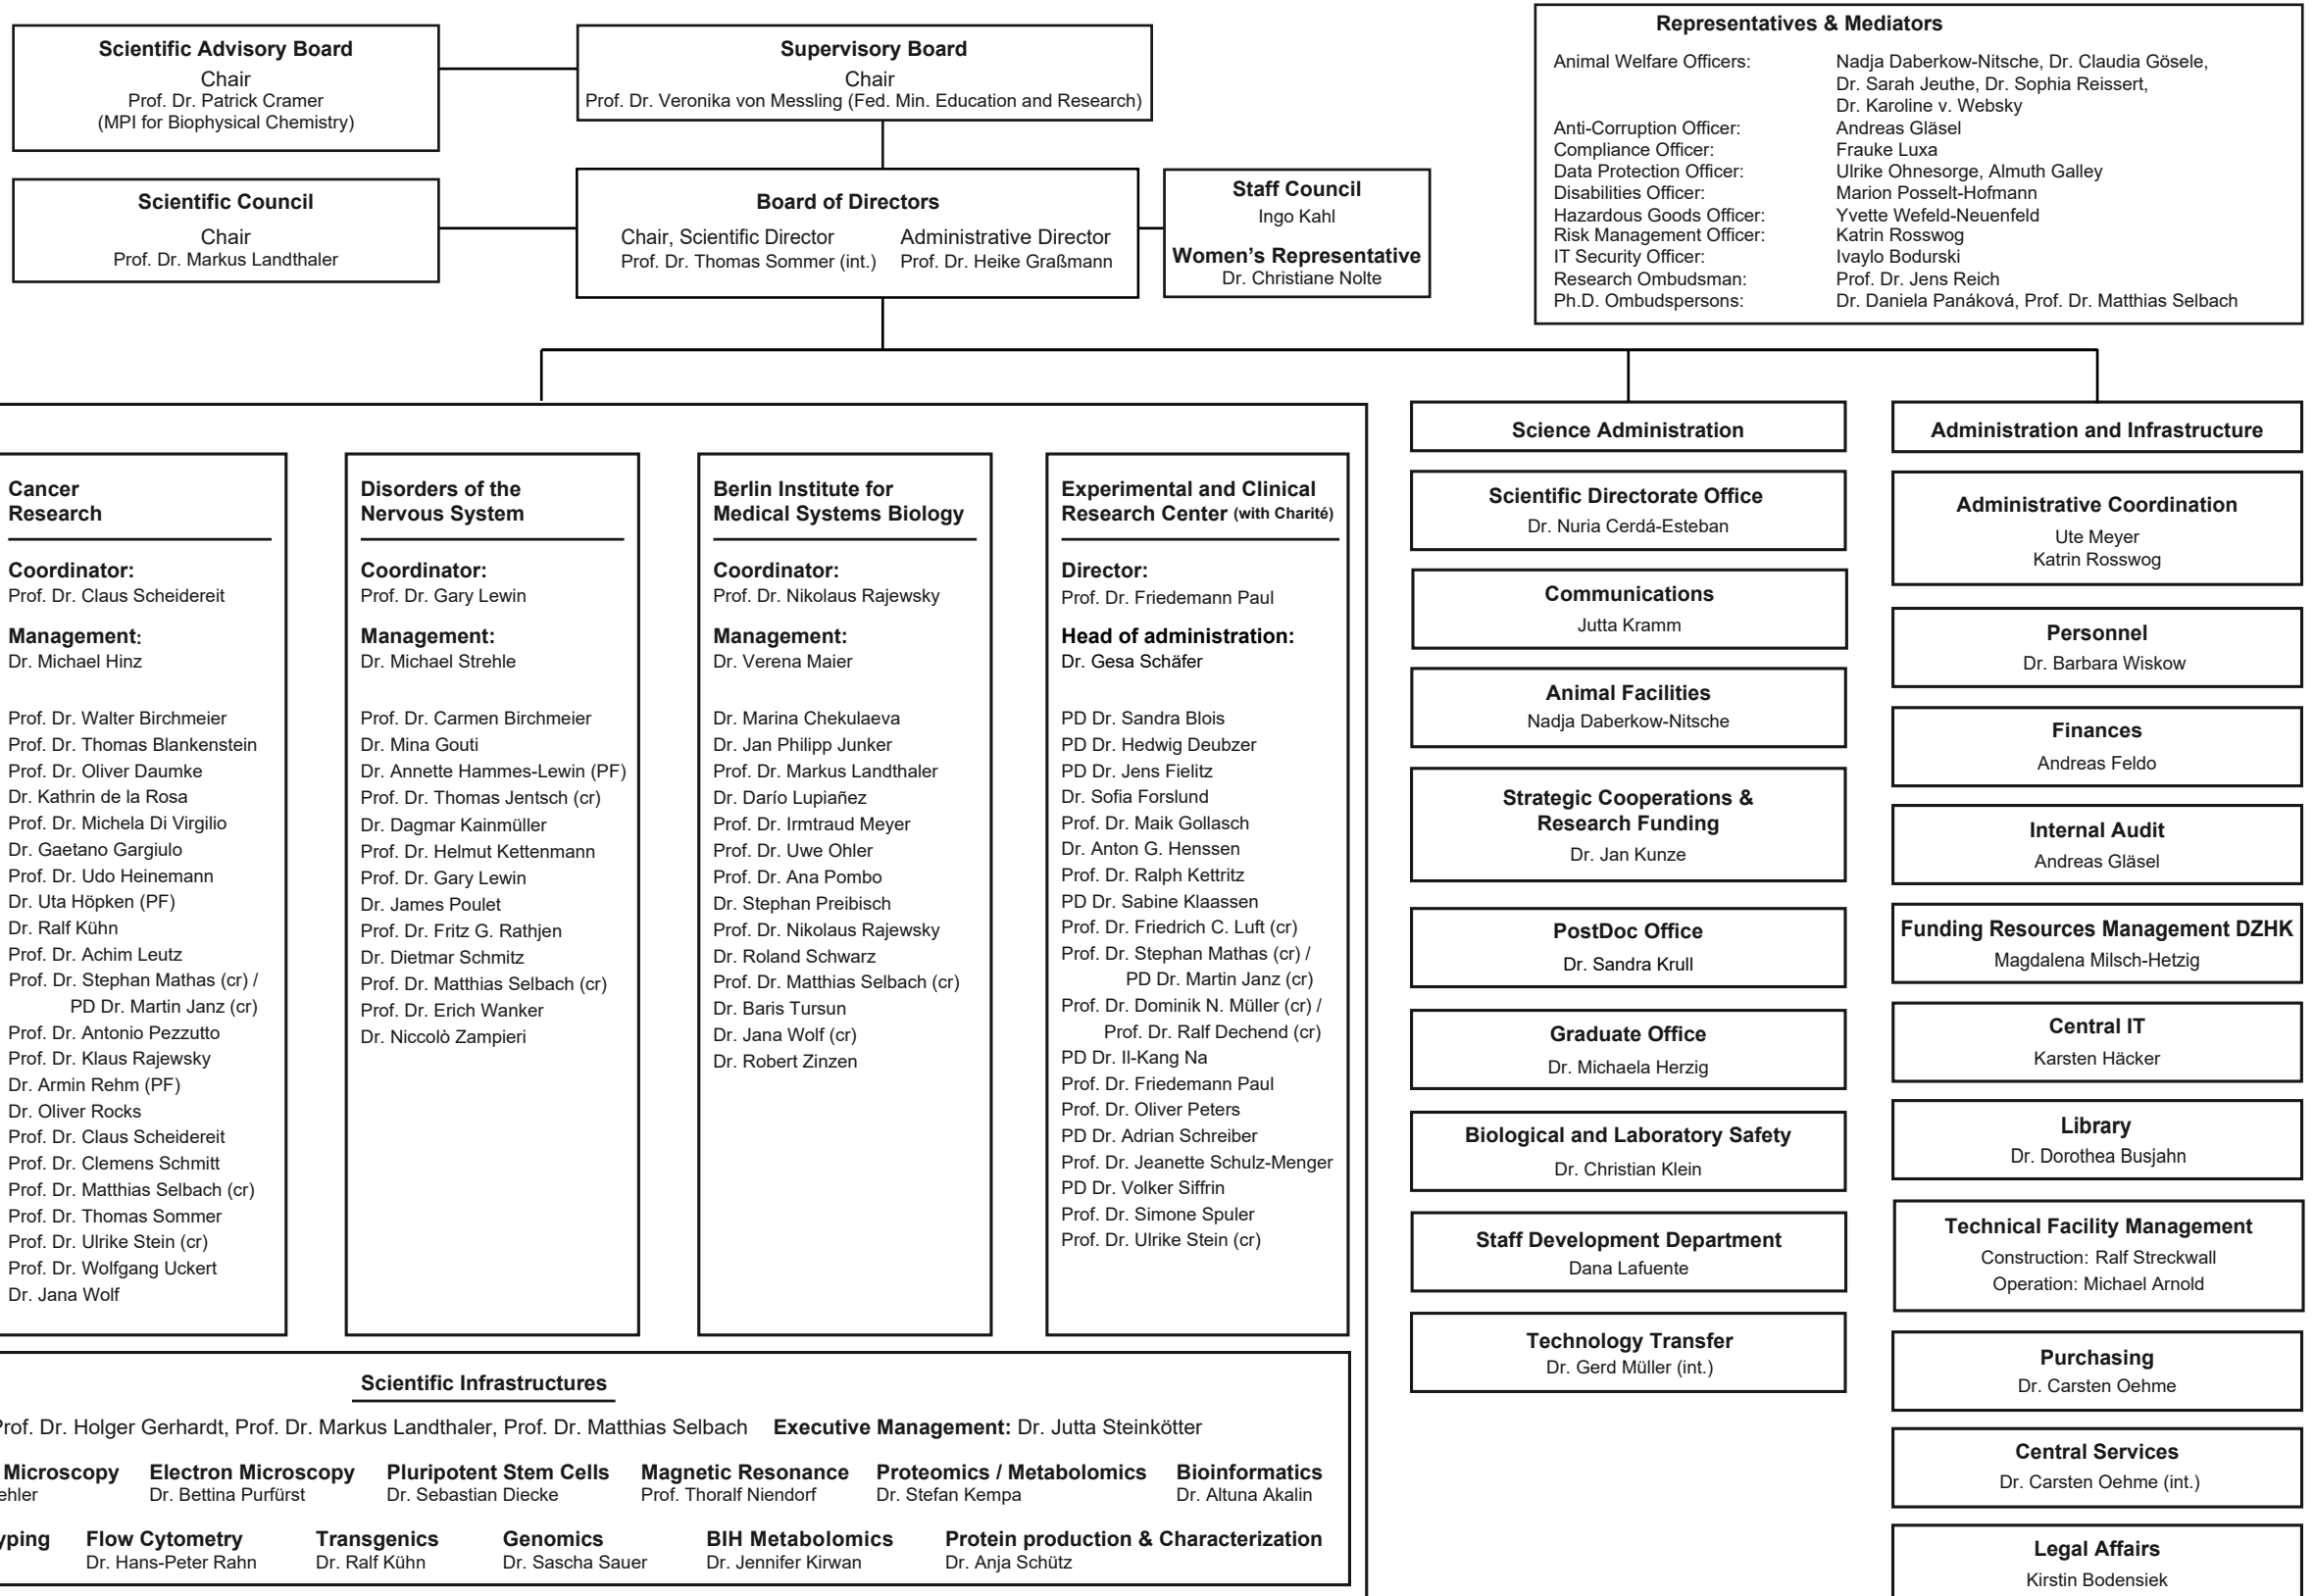 Scientific Advisory Board
Chair
Prof. Dr. Patrick Cramer
(MPI for Biophysical Chemistry)
Supervisory Board
Chair
Prof. Dr. Veronika von Messling (Fed. Min. Education and Research)
Scientific Council
Chair
Prof. Dr. Markus Landthaler
Board of Directors
Chair, Scientific Director Administrative Director
Prof. Dr. Thomas Sommer (int.) Prof. Dr. Heike Graßmann
Staff Council
Ingo Kahl
Women's Representative
Dr. Christiane Nolte
Representatives & Mediators
Animal Welfare Officers: Nadja Daberkow-Nitsche, Dr. Claudia Gösele,
Dr. Sarah Jeuthe, Dr. Sophia Reissert,
Dr. Karoline v. Websky
Anti-Corruption Officer: Andreas Gläsel
Compliance Officer: Frauke Luxa
Data Protection Officer: Ulrike Ohnesorge, Almuth Galley
Disabilities Officer: Marion Posselt-Hofmann
Hazardous Goods Officer: Yvette Wefeld-Neuenfeld
Risk Management Officer: Katrin Rosswog
IT Security Officer: Ivaylo Bodurski
Research Ombudsman: Prof. Dr. Jens Reich
Ph.D. Ombudspersons: Dr. Daniela Panáková, Prof. Dr. Matthias Selbach
Cancer
Research
Coordinator:
Prof. Dr. Claus Scheidereit
Management:
Dr. Michael Hinz
Prof. Dr. Walter Birchmeier
Prof. Dr. Thomas Blankenstein
Prof. Dr. Oliver Daumke
Dr. Kathrin de la Rosa
Prof. Dr. Michela Di Virgilio
Dr. Gaetano Gargiulo
Prof. Dr. Udo Heinemann
Dr. Uta Höpken (PF)
Dr. Ralf Kühn
Prof. Dr. Achim Leutz
Prof. Dr. Stephan Mathas (cr) /
PD Dr. Martin Janz (cr)
Prof. Dr. Antonio Pezzutto
Prof. Dr. Klaus Rajewsky
Dr. Armin Rehm (PF)
Dr. Oliver Rocks
Prof. Dr. Claus Scheidereit
Prof. Dr. Clemens Schmitt
Prof. Dr. Matthias Selbach (cr)
Prof. Dr. Thomas Sommer
Prof. Dr. Ulrike Stein (cr)
Prof. Dr. Wolfgang Uckert
Dr. Jana Wolf
Disorders of the
Nervous System
Coordinator:
Prof. Dr. Gary Lewin
Management:
Dr. Michael Strehle
Prof. Dr. Carmen Birchmeier
Dr. Mina Gouti
Dr. Annette Hammes-Lewin (PF)
Prof. Dr. Thomas Jentsch (cr)
Dr. Dagmar Kainmüller
Prof. Dr. Helmut Kettenmann
Prof. Dr. Gary Lewin
Dr. James Poulet
Prof. Dr. Fritz G. Rathjen
Dr. Dietmar Schmitz
Prof. Dr. Matthias Selbach (cr)
Prof. Dr. Erich Wanker
Dr. Niccolò Zampieri
Berlin Institute for
Medical Systems Biology
Coordinator:
Prof. Dr. Nikolaus Rajewsky
Management:
Dr. Verena Maier
Dr. Marina Chekulaeva
Dr. Jan Philipp Junker
Prof. Dr. Markus Landthaler
Dr. Darío Lupiañez
Prof. Dr. Irmtraud Meyer
Prof. Dr. Uwe Ohler
Prof. Dr. Ana Pombo
Dr. Stephan Preibisch
Prof. Dr. Nikolaus Rajewsky
Dr. Roland Schwarz
Prof. Dr. Matthias Selbach (cr)
Dr. Baris Tursun
Dr. Jana Wolf (cr)
Dr. Robert Zinzen
Experimental and Clinical
Research Center (with Charité)
Director:
Prof. Dr. Friedemann Paul
Head of administration:
Dr. Gesa Schäfer
PD Dr. Sandra Blois
PD Dr. Hedwig Deubzer
PD Dr. Jens Fielitz
Dr. Sofia Forslund
Prof. Dr. Maik Gollasch
Dr. Anton G. Henssen
Prof. Dr. Ralph Kettritz
PD Dr. Sabine Klaassen
Prof. Dr. Friedrich C. Luft (cr)
Prof. Dr. Stephan Mathas (cr) /
PD Dr. Martin Janz (cr)
Prof. Dr. Dominik N. Müller (cr) /
Prof. Dr. Ralf Dechend (cr)
PD Dr. Il-Kang Na
Prof. Dr. Friedemann Paul
Prof. Dr. Oliver Peters
PD Dr. Adrian Schreiber
Prof. Dr. Jeanette Schulz-Menger
PD Dr. Volker Siffrin
Prof. Dr. Simone Spuler
Prof. Dr. Ulrike Stein (cr)
Scientific Infrastructures
Prof. Dr. Holger Gerhardt, Prof. Dr. Markus Landthaler, Prof. Dr. Matthias Selbach Executive Management: Dr. Jutta Steinkötter
Microscopy Electron Microscopy Pluripotent Stem Cells Magnetic Resonance Proteomics / Metabolomics Bioinformatics
ehler Dr. Bettina Purfürst Dr. Sebastian Diecke Prof. Thoralf Niendorf Dr. Stefan Kempa Dr. Altuna Akalin
yping Flow Cytometry Transgenics Genomics BIH Metabolomics Protein production & Characterization
Dr. Hans-Peter Rahn Dr. Ralf Kühn Dr. Sascha Sauer Dr. Jennifer Kirwan Dr. Anja Schütz
Science Administration
Scientific Directorate Office
Dr. Nuria Cerdá-Esteban
Communications
Jutta Kramm
Animal Facilities
Nadja Daberkow-Nitsche
Strategic Cooperations &
Research Funding
Dr. Jan Kunze
PostDoc Office
Dr. Sandra Krull
Graduate Office
Dr. Michaela Herzig
Biological and Laboratory Safety
Dr. Christian Klein
Staff Development Department
Dana Lafuente
Technology Transfer
Dr. Gerd Müller (int.)
Administration and Infrastructure
Administrative Coordination
Ute Meyer
Katrin Rosswog
Personnel
Dr. Barbara Wiskow
Finances
Andreas Feldo
Internal Audit
Andreas Gläsel
Funding Resources Management DZHK
Magdalena Milsch-Hetzig
Central IT
Karsten Häcker
Library
Dr. Dorothea Busjahn
Technical Facility Management
Construction: Ralf Streckwall
Operation: Michael Arnold
Purchasing
Dr. Carsten Oehme
Central Services
Dr. Carsten Oehme (int.)
Legal Affairs
Kirstin Bodensiek